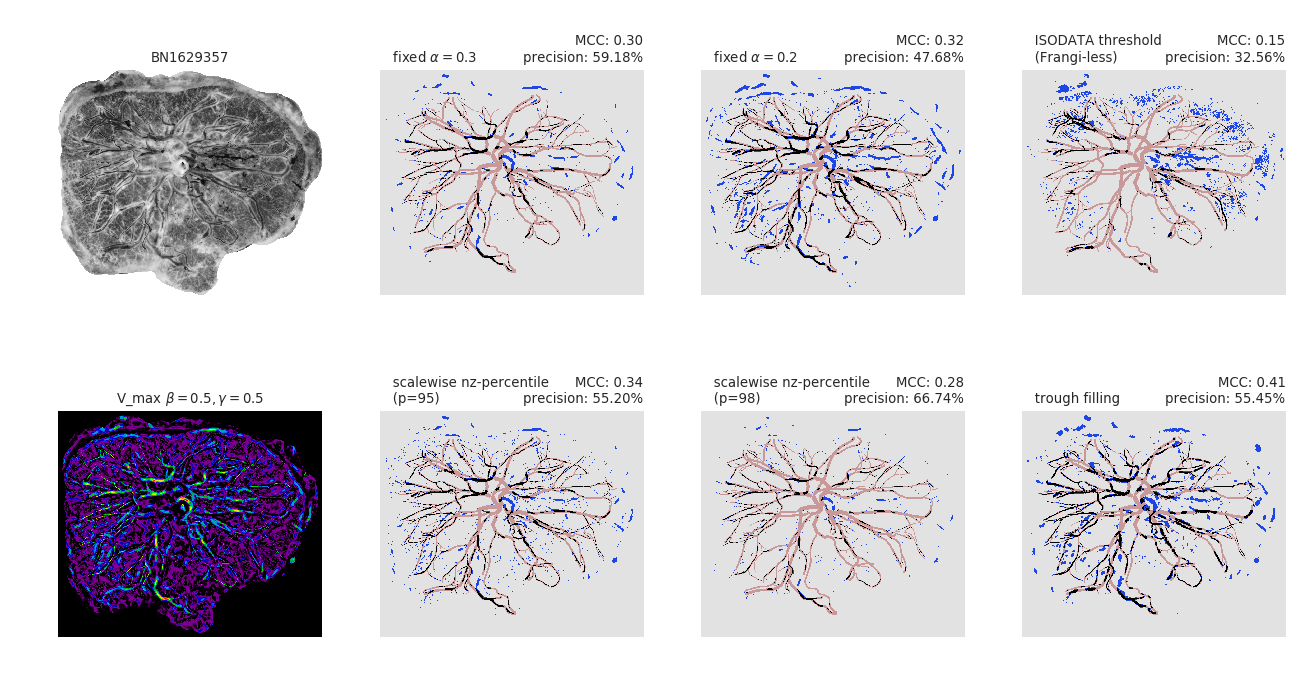 BN1629357
MCC: 0.30
fixed α = 0.3 precision: 59.18%
MCC: 0.32
fixed α = 0.2 precision: 47.68%
ISODATA threshold MCC: 0.15
(Frangi-less) precision: 32.56%
V_max β = 0.5, γ = 0.5
scalewise nz-percentile MCC: 0.34
(p=95) precision: 55.20%
scalewise nz-percentile MCC: 0.28
(p=98) precision: 66.74%
MCC: 0.41
trough filling precision: 55.45%